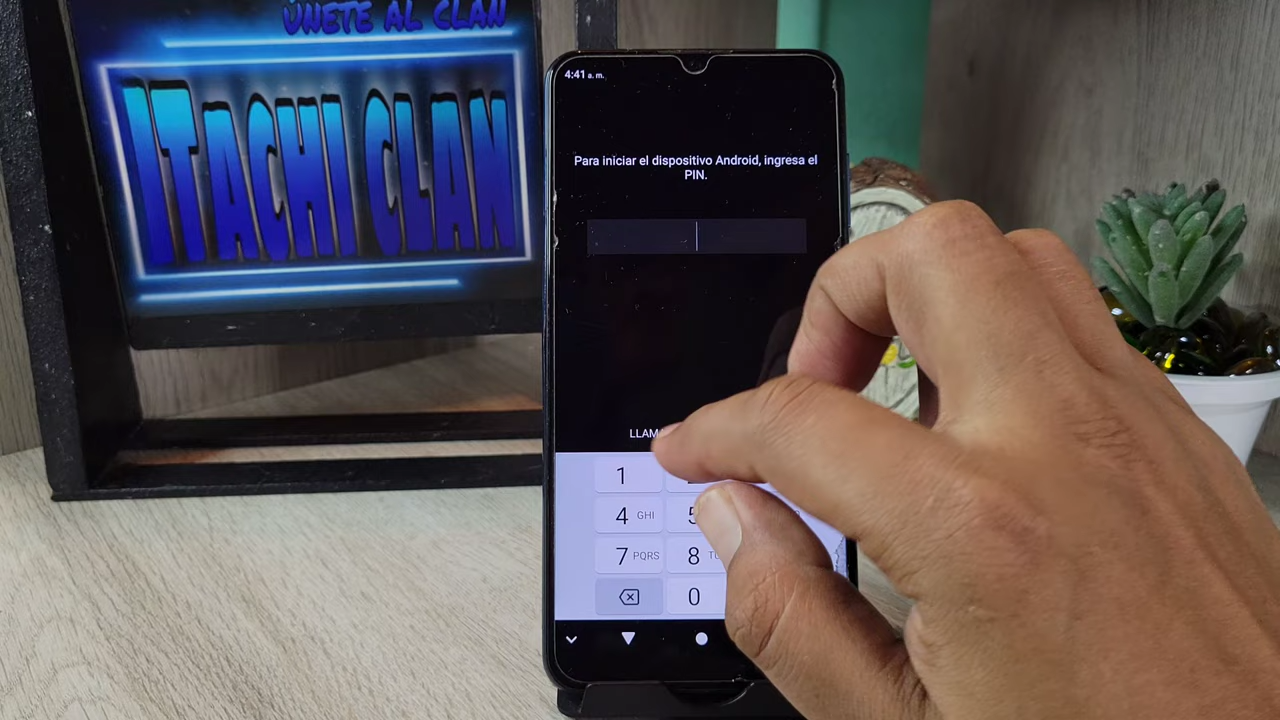 ÚNETE AL CLAN
ITACHI CLAN
4:41 a. m.
Para iniciar el dispositivo Android, ingresa el
PIN.
1
4 GHI
5
7 PQRS
8
0